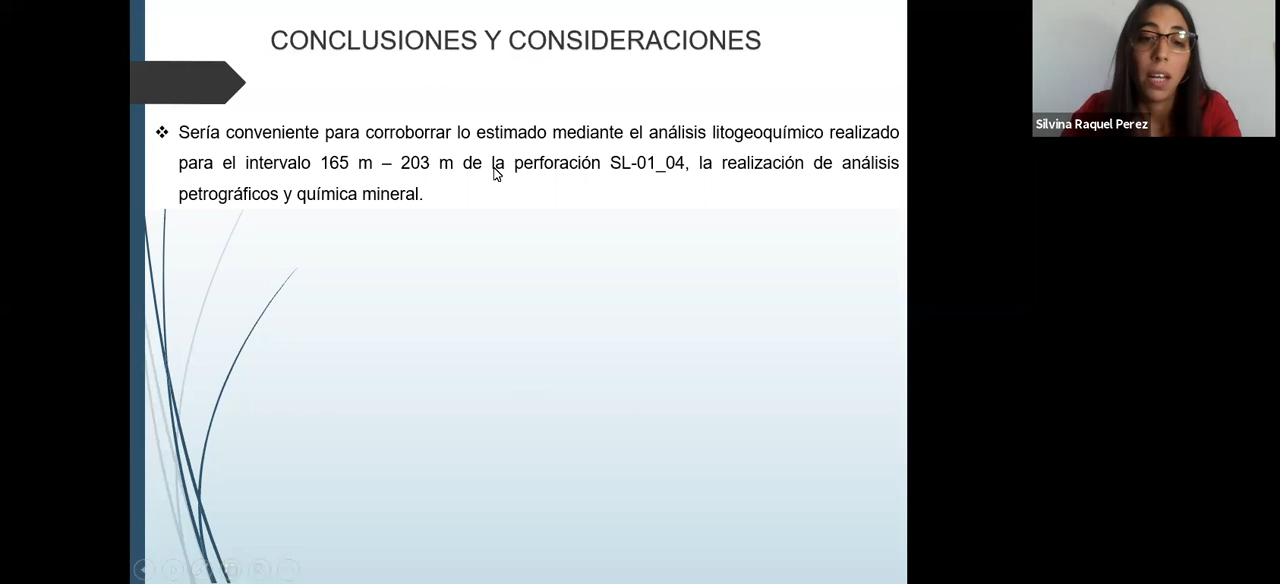 CONCLUSIONES Y CONSIDERACIONES
Sería conveniente para corroborrar lo estimado mediante el análisis litogeoquímico realizado
para el intervalo 165 m – 203 m de la perforación SL-01_04, la realización de análisis
petrográficos y química mineral.
Silvina Raquel Perez